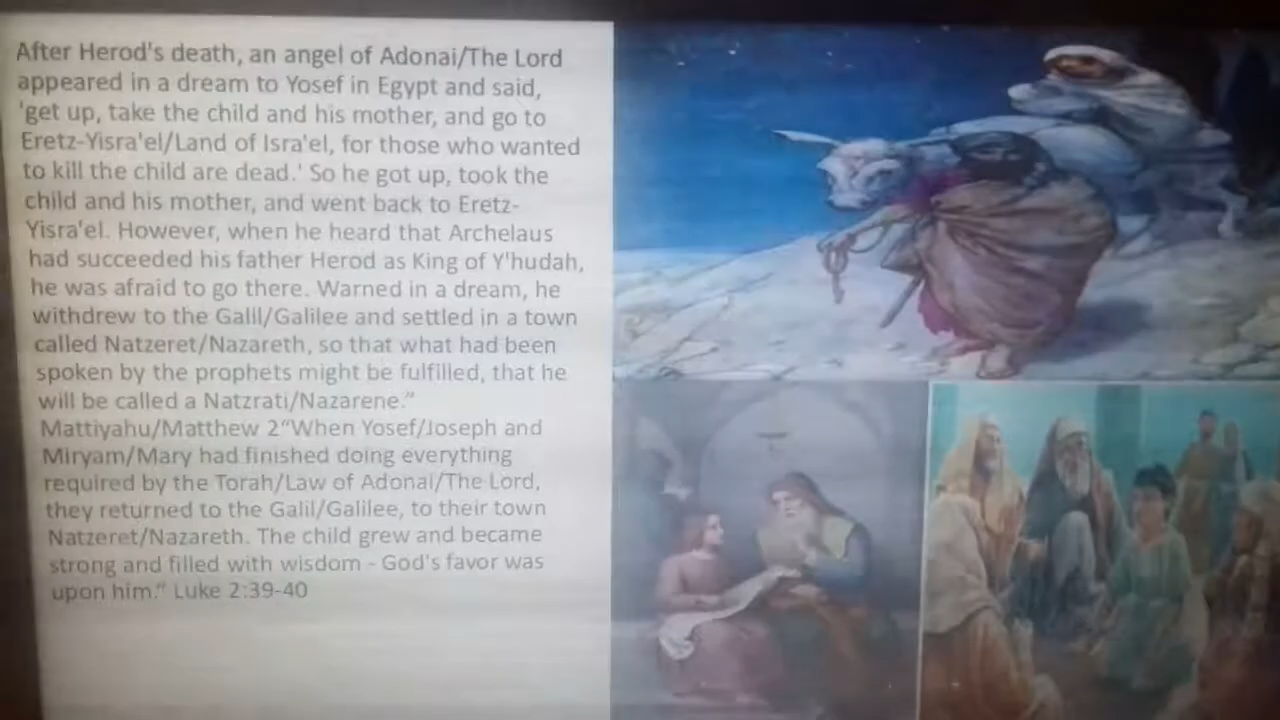 After Herod's death, an angel of Adonai/The Lord
appeared in a dream to Yosef in Egypt and said,
'get up, take the child and his mother, and go to
Eretz-Yisra'el/Land of Isra'el, for those who wanted
to kill the child are dead.' So he got up, took the
child and his mother, and went back to Eretz-
Yisra'el. However, when he heard that Archelaus
had succeeded his father Herod as King of Y'hudah,
he was afraid to go there. Warned in a dream, he
withdrew to the Galil/Galilee and settled in a town
called Natzeret/Nazareth, so that what had been
spoken by the prophets might be fulfilled, that he
will be called a Natzrati/Nazarene."
Mattiyahu/Matthew 2"When Yosef/Joseph and
Miryam/Mary had finished doing everything
required by the Torah/Law of Adonai/The Lord,
they returned to the Galil/Galilee, to their town
Natzeret/Nazareth. The child grew and became
strong and filled with wisdom - God's favor was
upon him." Luke 2:39-40